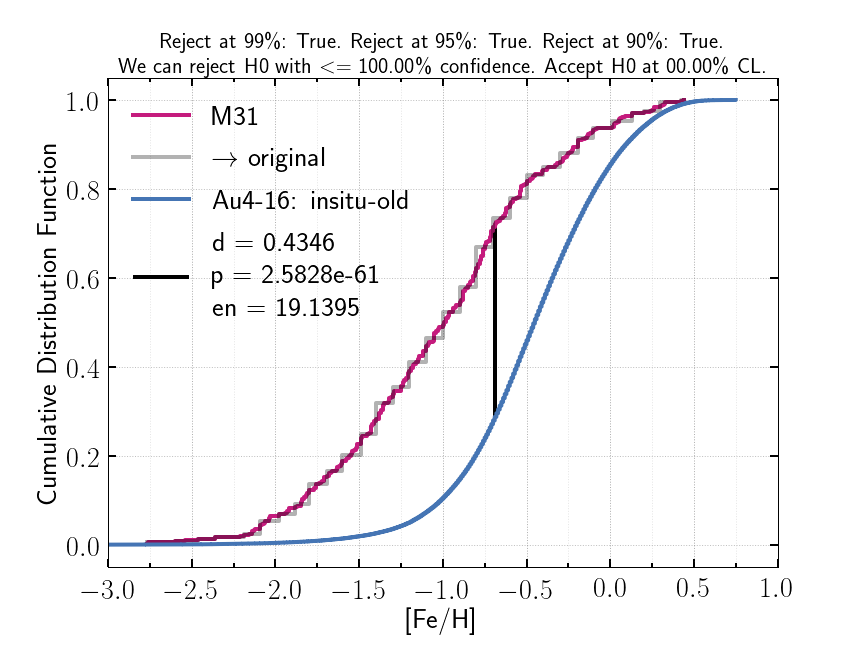 Reject at 99%: True. Reject at 95%: True. Reject at 90%: True.
We can reject H0 with <= 100.00% confidence. Accept H0 at 00.00% CL.
M31
→ original
Au4-16: insitu-old
d = 0.4346
p = 2.5828e-61
en = 19.1395
Cumulative Distribution Function
1.0
0.8
0.6
0.4
0.2
0.0
−3.0 −2.5 −2.0 −1.5 −1.0 −0.5 0.0 0.5 1.0
[Fe/H]